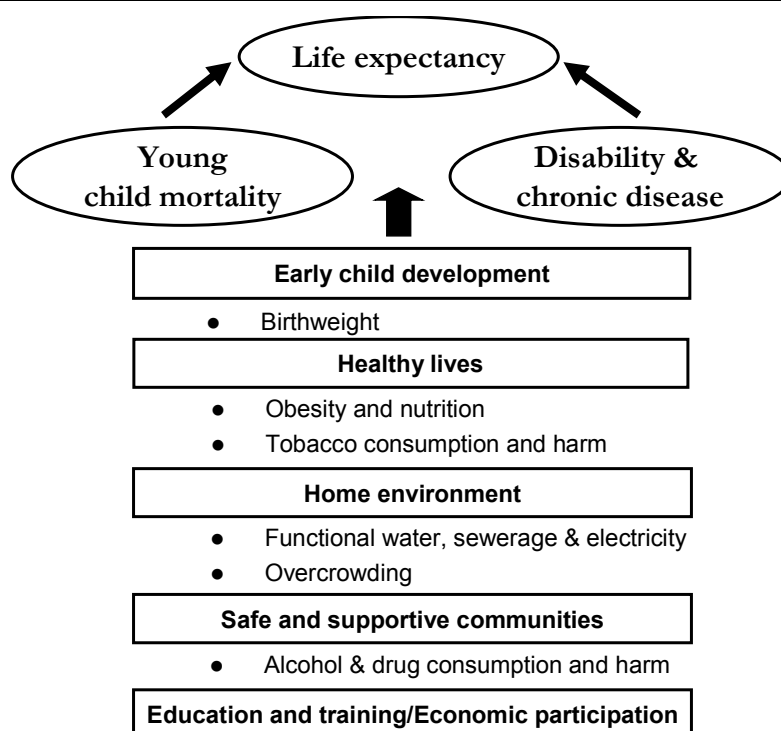 Life expectancy
Young
child mortality
Disability &
chronic disease
Early child development
● Birthweight
Healthy lives
● Obesity and nutrition
● Tobacco consumption and harm
Home environment
● Functional water, sewerage & electricity
● Overcrowding
Safe and supportive communities
● Alcohol & drug consumption and harm
Education and training/Economic participation